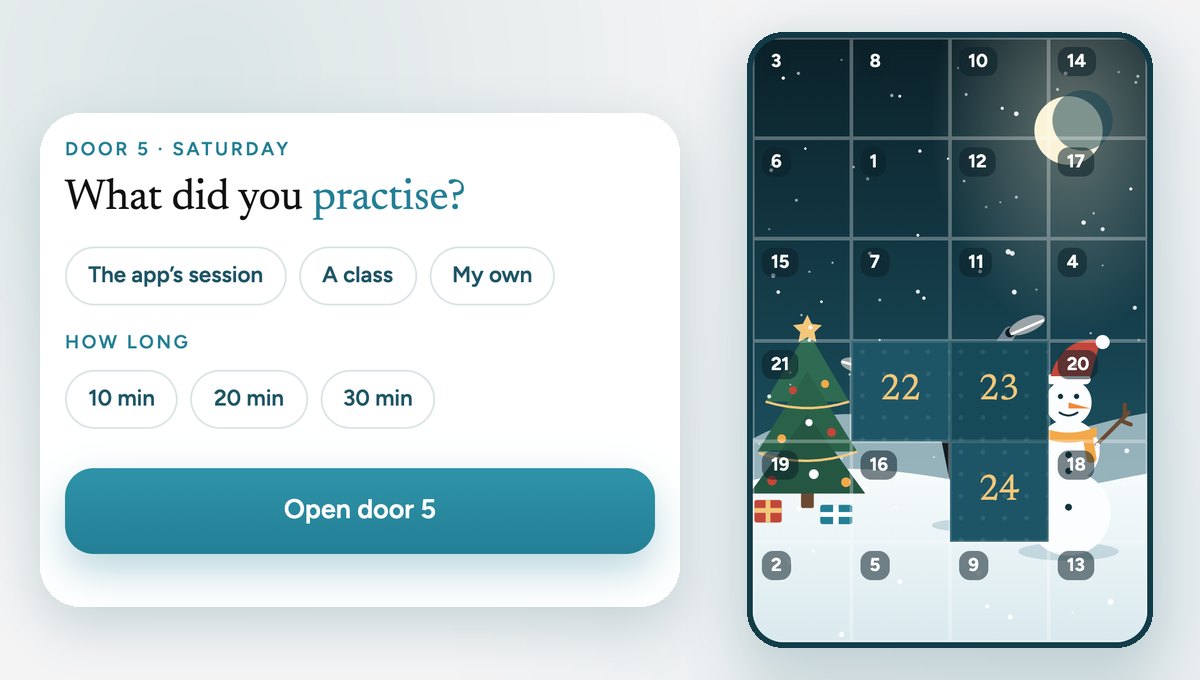 DOOR 5 · SATURDAY
What did you practise?
The app’s session A class My own
HOW LONG
10 min 20 min 30 min
Open door 5
3 8 10 14
6 1 12 17
15 7 11 4
21 22 23 20
19 16 24 18
2 5 9 13